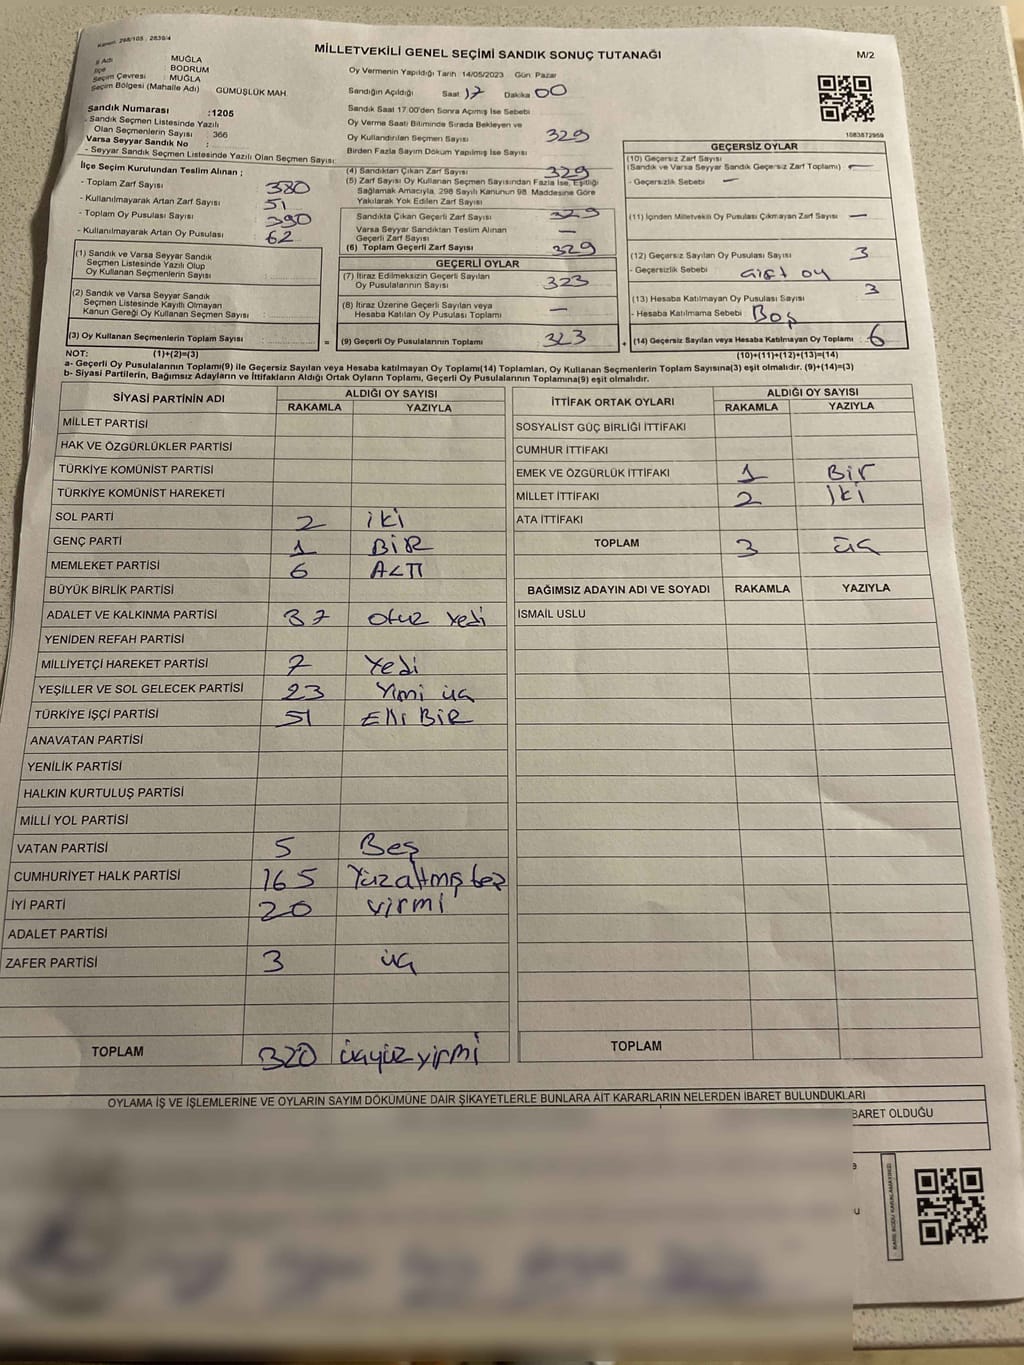 Kanun: 298/105, 2839/4
MİLLETVEKİLİ GENEL SEÇİMİ SANDIK SONUÇ TUTANAĞI
M/2
İl Adı : MUĞLA
İlçe : BODRUM
Seçim Çevresi : MUĞLA
Seçim Bölgesi (Mahalle Adı) : GÜMÜŞLÜK MAH.
Sandık Numarası : 1205
Sandık Seçmen Listesinde Yazılı
Olan Seçmenlerin Sayısı : 366
Varsa Seyyar Sandık No :
- Seyyar Sandık Seçmen Listesinde Yazılı Olan Seçmen Sayısı:
İlçe Seçim Kurulundan Teslim Alınan ;
- Toplam Zarf Sayısı : 380
- Kullanılmayarak Artan Zarf Sayısı : 51
- Toplam Oy Pusulası Sayısı : 390
- Kullanılmayarak Artan Oy Pusulası : 62
(1) Sandık ve Varsa Seyyar Sandık
Seçmen Listesinde Yazılı Olup
Oy Kullanan Seçmenlerin Sayısı :
(2) Sandık ve Varsa Seyyar Sandık
Seçmen Listesinde Kayıtlı Olmayan
Kanun Gereği Oy Kullanan Seçmen Sayısı :
(3) Oy Kullanan Seçmenlerin Toplam Sayısı :
Oy Vermenin Yapıldığı Tarih: 14/05/2023 Gün: Pazar
Sandığın Açıldığı Saat 17 Dakika 00
Sandık Saat 17.00'den Sonra Açımış İse Sebebi
Oy Verme Saati Bitiminde Sırada Bekleyen ve
Oy Kullandırılan Seçmen Sayısı 329
Birden Fazla Sayım Döküm Yapılmış İse Sayısı
(4) Sandıktan Çıkan Zarf Sayısı 329
(5) Zarf Sayısı Oy Kullanan Seçmen Sayısından Fazla İse, Eşitliği
Sağlamak Amacıyla, 298 Sayılı Kanunun 98. Maddesine Göre
Yakılarak Yok Edilen Zarf Sayısı
Sandıkta Çıkan Geçerli Zarf Sayısı 329
Varsa Seyyar Sandıktan Teslim Alınan
Geçerli Zarf Sayısı —
(6) Toplam Geçerli Zarf Sayısı 329
GEÇERLİ OYLAR
(7) İtiraz Edilmeksizin Geçerli Sayılan
Oy Pusulalarının Sayısı : 323
(8) İtiraz Üzerine Geçerli Sayılan veya
Hesaba Katılan Oy Pusulası Toplamı —
= (9) Geçerli Oy Pusulalarının Toplamı : 323
1083872959
GEÇERSİZ OYLAR
(10) Geçersiz Zarf Sayısı
(Sandık ve Varsa Seyyar Sandık Geçersiz Zarf Toplamı) —
- Geçersizlik Sebebi —
(11) İçinden Milletvekili Oy Pusulası Çıkmayan Zarf Sayısı —
(12) Geçersiz Sayılan Oy Pusulası Sayısı 3
- Geçersizlik Sebebi Çift oy
(13) Hesaba Katılmayan Oy Pusulası Sayısı 3
- Hesaba Katılmama Sebebi Boş
+ (14) Geçersiz Sayılan veya Hesaba Katılmayan Oy Toplamı : 6
NOT: (1)+(2)=(3)
(10)+(11)+(12)+(13)=(14)
a- Geçerli Oy Pusulalarının Toplamı(9) ile Geçersiz Sayılan veya Hesaba katılmayan Oy Toplamı(14) Toplamları, Oy Kullanan Seçmenlerin Toplam Sayısına(3) eşit olmalıdır. (9)+(14)=(3)
b- Siyasi Partilerin, Bağımsız Adayların ve İttifakların Aldığı Ortak Oyların Toplamı, Geçerli Oy Pusulalarının Toplamına(9) eşit olmalıdır.
SİYASİ PARTİNİN ADI ALDIĞI OY SAYISI
RAKAMLA YAZIYLA
MİLLET PARTİSİ
HAK VE ÖZGÜRLÜKLER PARTİSİ
TÜRKİYE KOMÜNİST PARTİSİ
TÜRKİYE KOMÜNİST HAREKETİ
SOL PARTİ 2 iki
GENÇ PARTİ 1 BİR
MEMLEKET PARTİSİ 6 ALTI
BÜYÜK BİRLİK PARTİSİ
ADALET VE KALKINMA PARTİSİ 37 otuz yedi
YENİDEN REFAH PARTİSİ
MİLLİYETÇİ HAREKET PARTİSİ 7 Yedi
YEŞİLLER VE SOL GELECEK PARTİSİ 23 Yirmi üç
TÜRKİYE İŞÇİ PARTİSİ 51 Elli BİR
ANAVATAN PARTİSİ
YENİLİK PARTİSİ
HALKIN KURTULUŞ PARTİSİ
MİLLİ YOL PARTİSİ
VATAN PARTİSİ 5 Beş
CUMHURİYET HALK PARTİSİ 165 Yüzaltmış beş
İYİ PARTİ 20 yirmi
ADALET PARTİSİ
ZAFER PARTİSİ 3 üç
TOPLAM 320 üçyüzyirmi
İTTİFAK ORTAK OYLARI ALDIĞI OY SAYISI
RAKAMLA YAZIYLA
SOSYALİST GÜÇ BİRLİĞİ İTTİFAKI
CUMHUR İTTİFAKI
EMEK VE ÖZGÜRLÜK İTTİFAKI 1 Bir
MİLLET İTTİFAKI 2 İki
ATA İTTİFAKI
TOPLAM 3 üç
BAĞIMSIZ ADAYIN ADI VE SOYADI RAKAMLA YAZIYLA
İSMAİL USLU
TOPLAM
OYLAMA İŞ VE İŞLEMLERİNE VE OYLARIN SAYIM DÖKÜMÜNE DAİR ŞİKAYETLERLE BUNLARA AİT KARARLARIN NELERDEN İBARET BULUNDUKLARI
BARET OLDUĞU